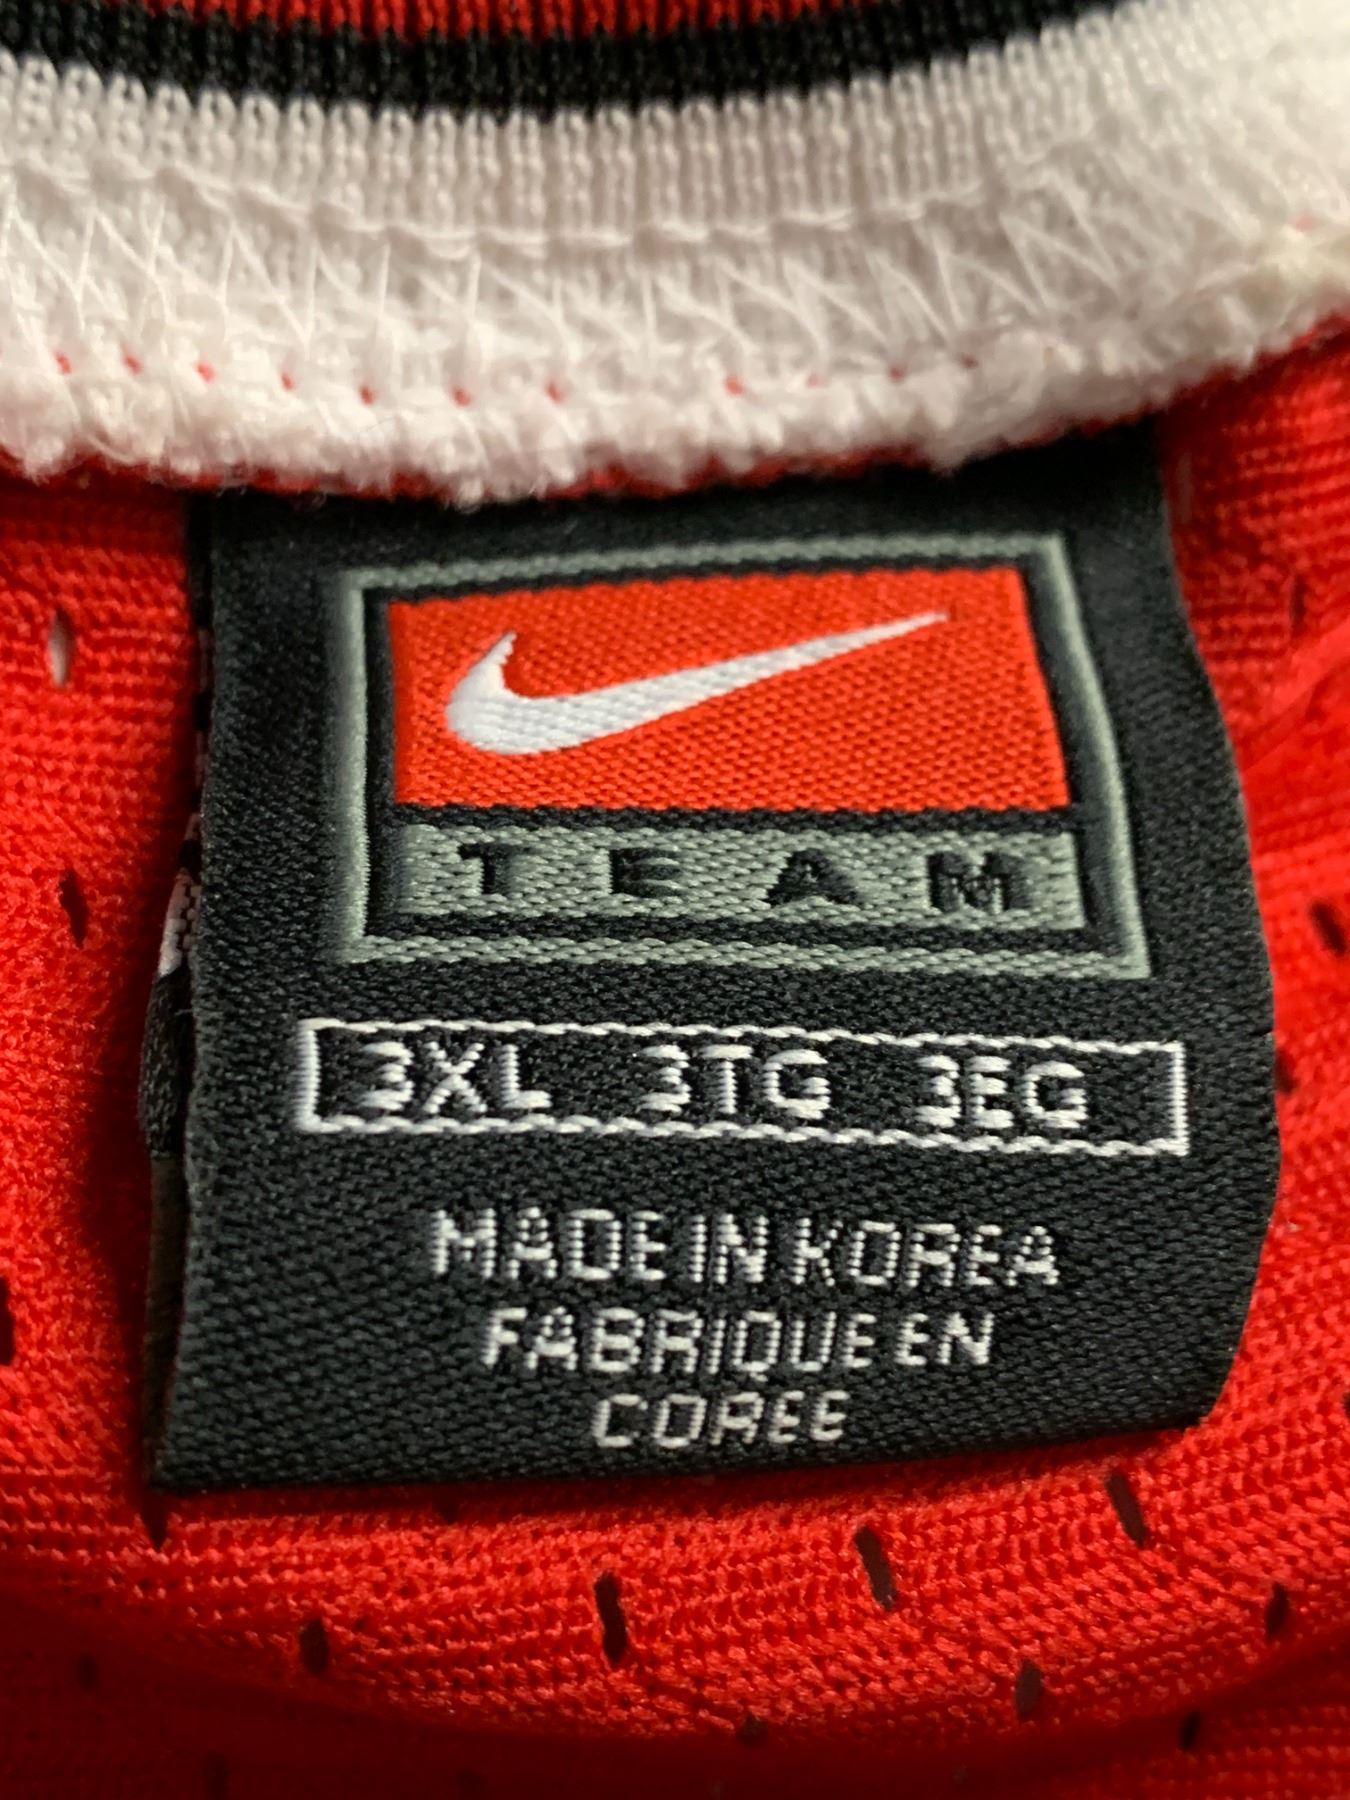 TEAM
3XL 3TG 3EG
MADE IN KOREA
FABRIQUE EN
COREE